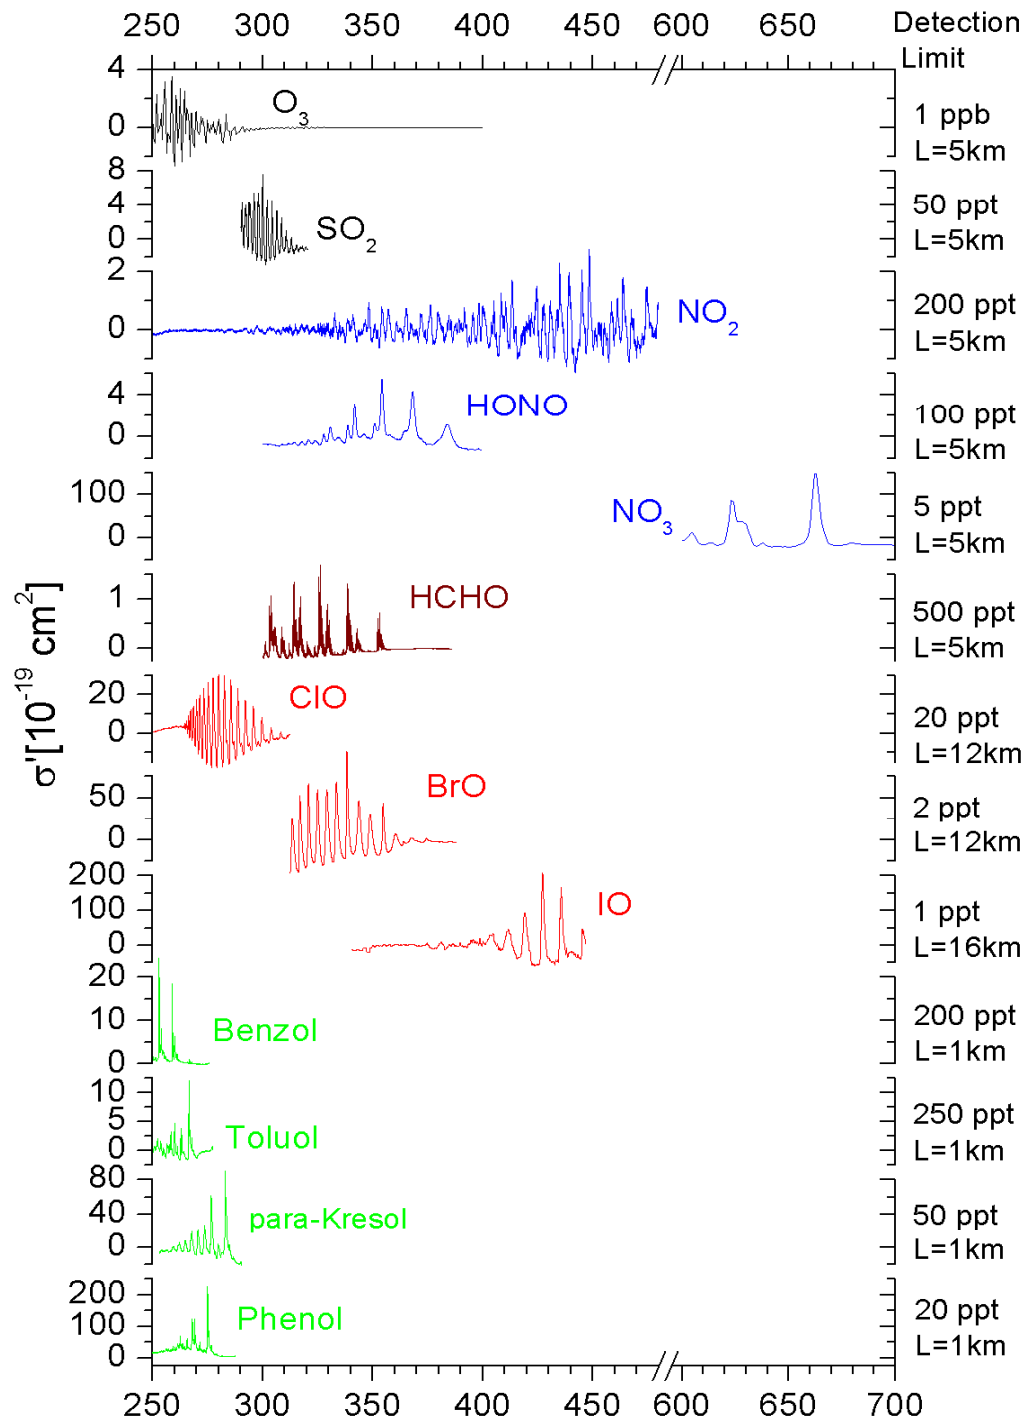 250 300 350 400 450 600 650 Detection
Limit
4
0
O₃
1 ppb
L=5km
8
4
0
SO₂
50 ppt
L=5km
2
0
NO₂
200 ppt
L=5km
4
0
HONO
100 ppt
L=5km
100
0
NO₃
5 ppt
L=5km
σ'[10⁻¹⁹ cm²]
1
0
HCHO
500 ppt
L=5km
20
0
ClO
20 ppt
L=12km
50
0
BrO
2 ppt
L=12km
200
100
0
IO
1 ppt
L=16km
20
10
0
Benzol
200 ppt
L=1km
10
5
0
Toluol
250 ppt
L=1km
80
40
0
para-Kresol
50 ppt
L=1km
200
100
0
Phenol
20 ppt
L=1km
250 300 350 400 450 600 650 700